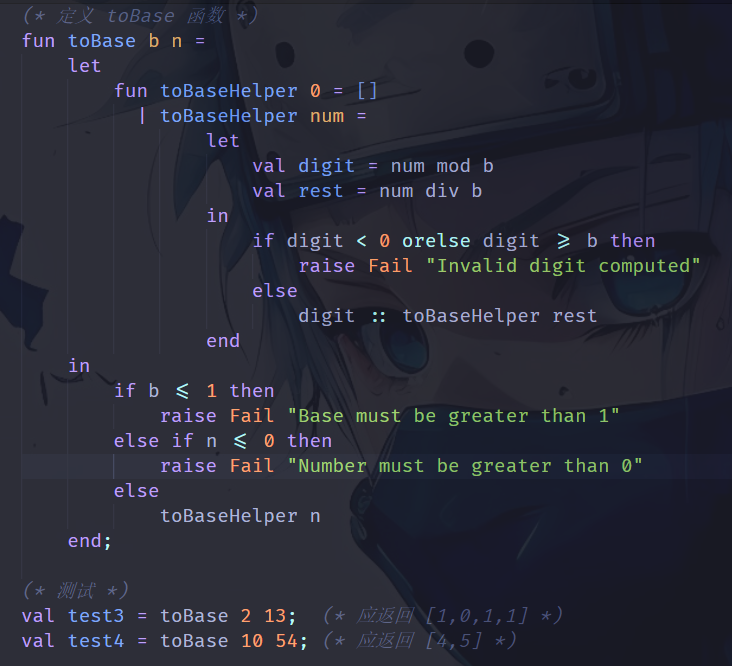 (* 定义 toBase 函数 *)
fun toBase b n =
    let
        fun toBaseHelper 0 = []
          | toBaseHelper num =
                let
                    val digit = num mod b
                    val rest = num div b
                in
                    if digit < 0 orelse digit >= b then
                        raise Fail "Invalid digit computed"
                    else
                        digit :: toBaseHelper rest
                end
    in
        if b <= 1 then
            raise Fail "Base must be greater than 1"
        else if n <= 0 then
            raise Fail "Number must be greater than 0"
        else
            toBaseHelper n
    end;

(* 测试 *)
val test3 = toBase 2 13;  (* 应返回 [1,0,1,1] *)
val test4 = toBase 10 54; (* 应返回 [4,5] *)